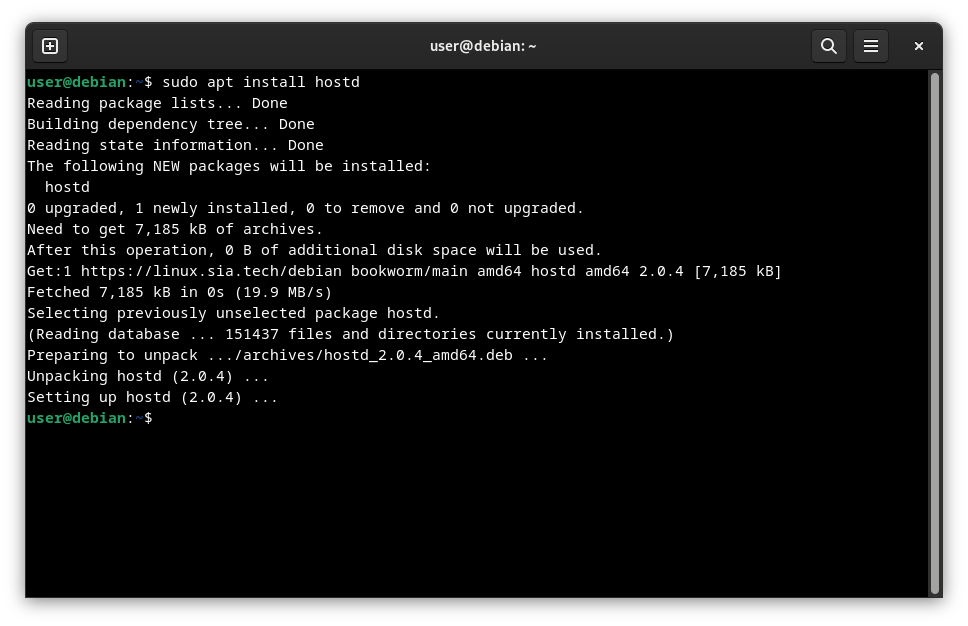 user@debian: ~
user@debian:~$ sudo apt install hostd
Reading package lists... Done
Building dependency tree... Done
Reading state information... Done
The following NEW packages will be installed:
  hostd
0 upgraded, 1 newly installed, 0 to remove and 0 not upgraded.
Need to get 7,185 kB of archives.
After this operation, 0 B of additional disk space will be used.
Get:1 https://linux.sia.tech/debian bookworm/main amd64 hostd amd64 2.0.4 [7,185 kB]
Fetched 7,185 kB in 0s (19.9 MB/s)
Selecting previously unselected package hostd.
(Reading database ... 151437 files and directories currently installed.)
Preparing to unpack .../archives/hostd_2.0.4_amd64.deb ...
Unpacking hostd (2.0.4) ...
Setting up hostd (2.0.4) ...
user@debian:~$